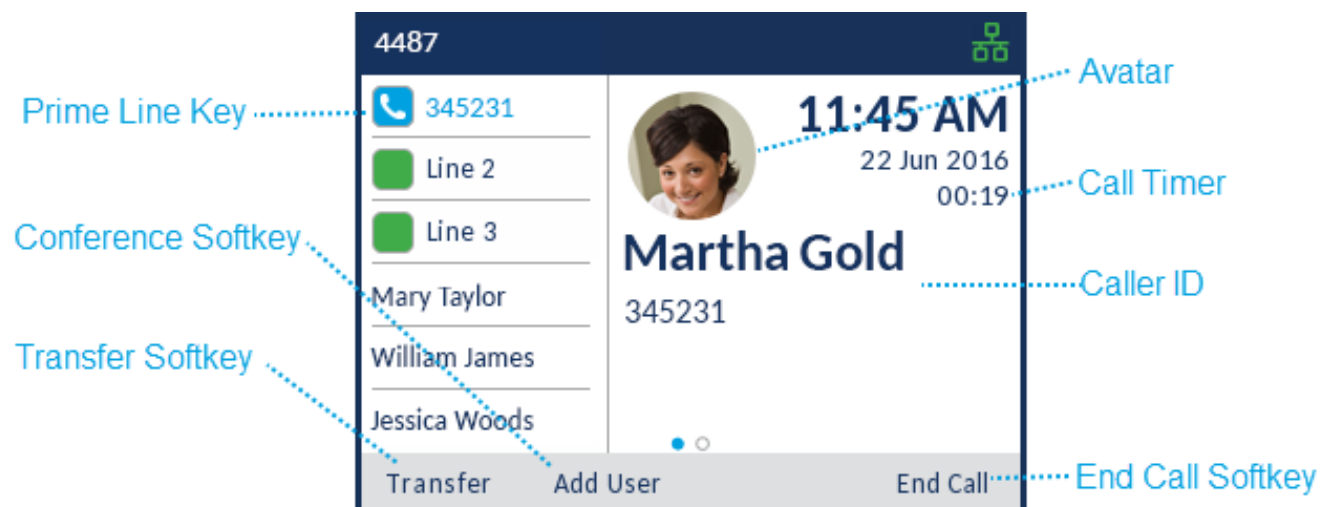 4487
Avatar
Prime Line Key
345231
11:45 AM
Line 2
22 Jun 2016
00:19
Call Timer
Conference Softkey
Line 3
Martha Gold
Caller ID
Mary Taylor
345231
Transfer Softkey
William James
Jessica Woods
Transfer
Add User
End Call
End Call Softkey